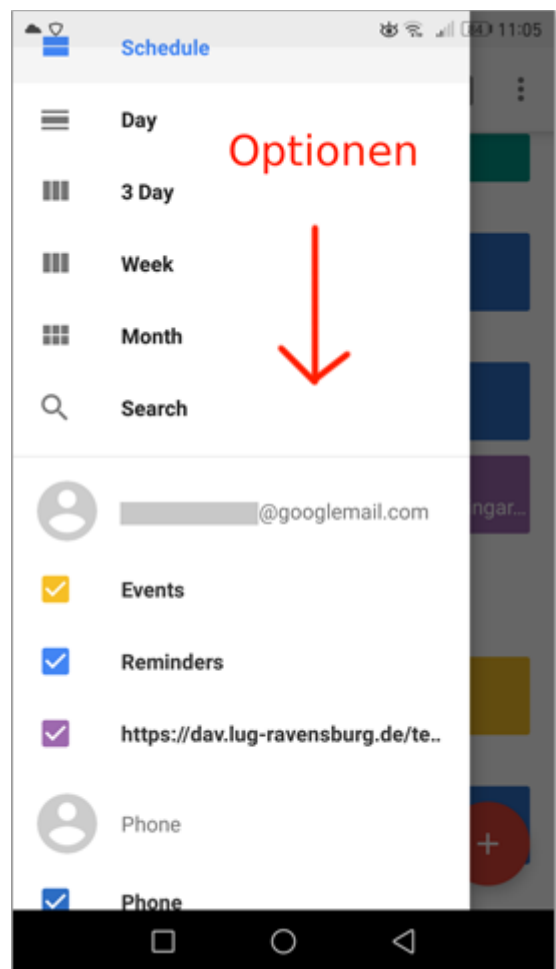 64 11:05
Schedule
Day
Optionen
3 Day
Week
Month
Search
@googlemail.com
ngar...
Events
Reminders
https://dav.lug-ravensburg.de/te..
Phone
Phone